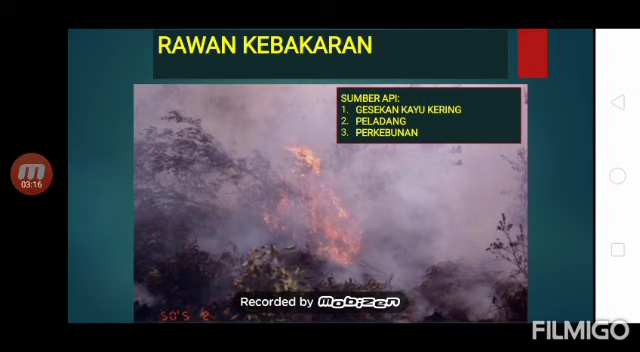 RAWAN KEBAKARAN
SUMBER API:
1. GESEKAN KAYU KERING
2. PELADANG
3. PERKEBUNAN
03:16
Recorded by mobizen
FILMIGO